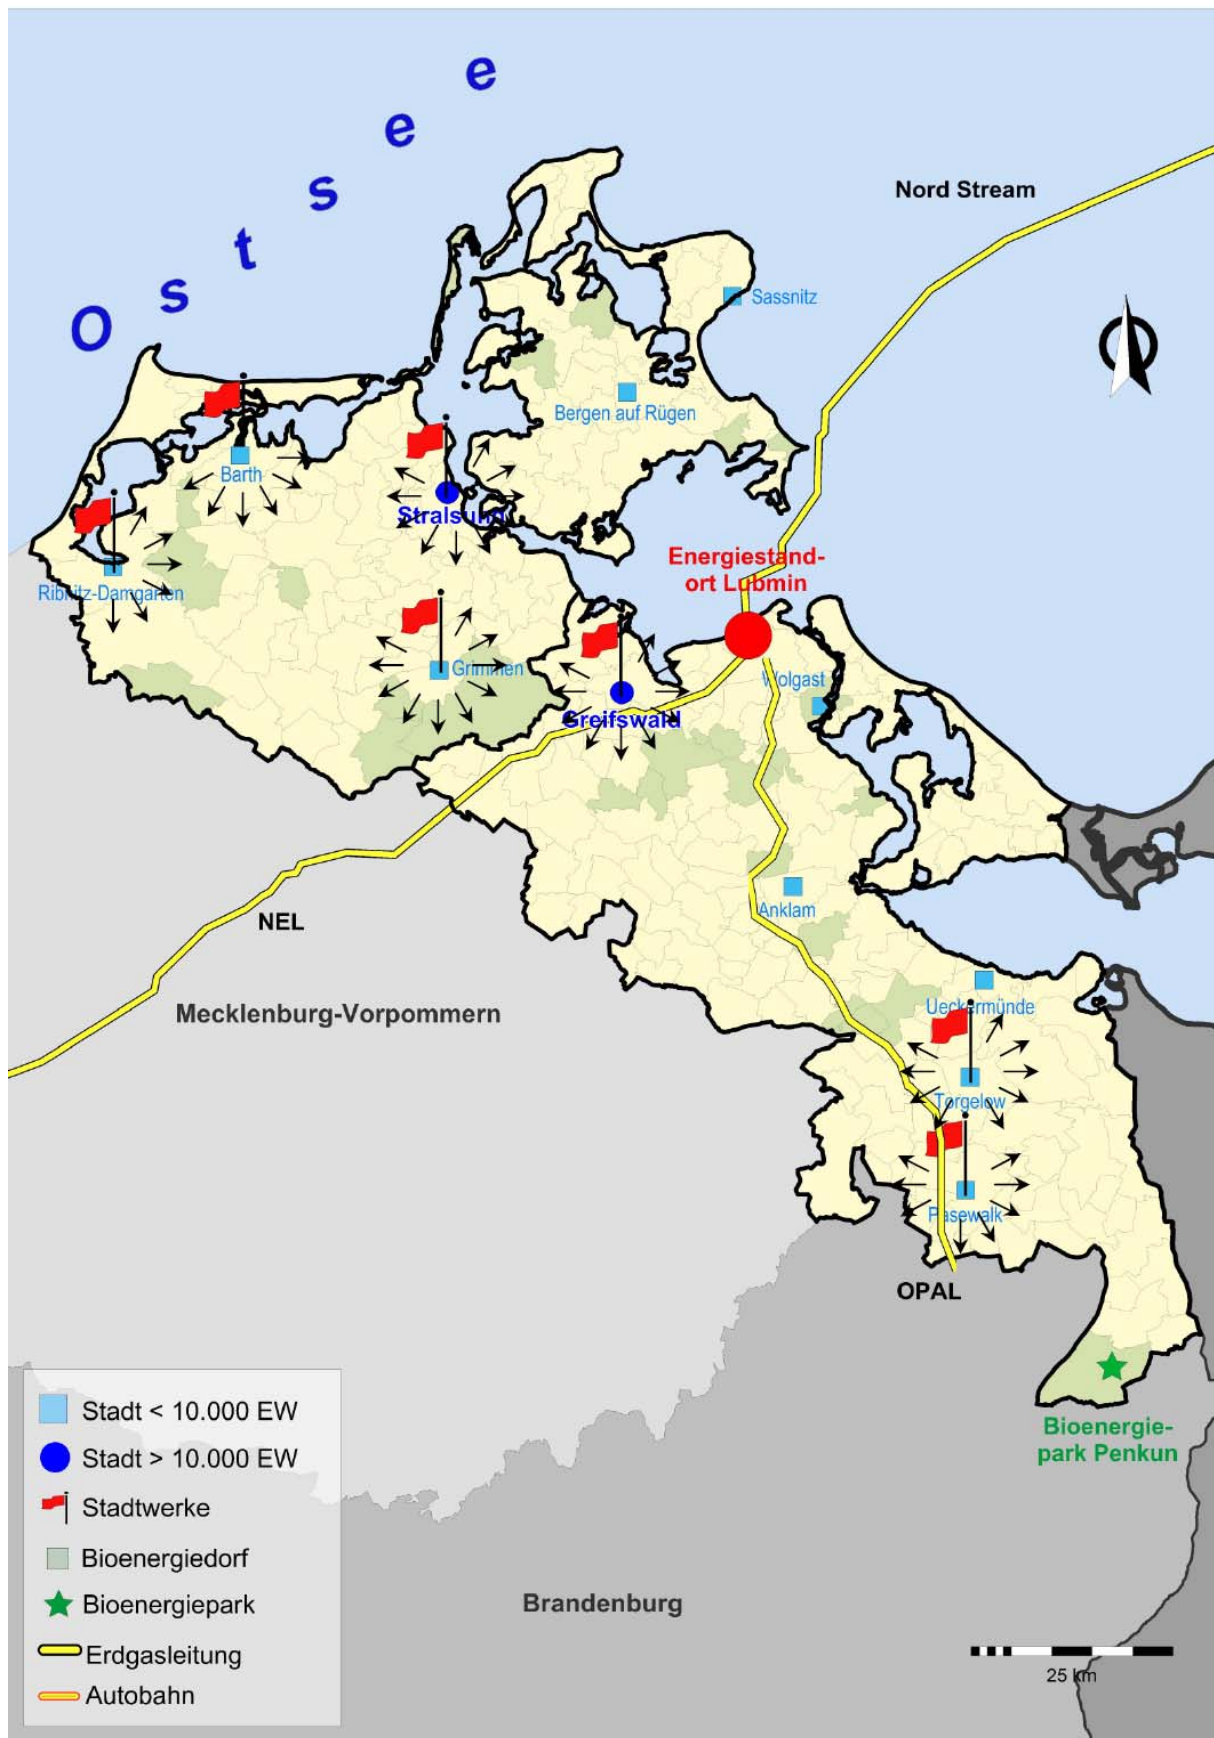 Ostsee
Nord Stream
Sassnitz
Bergen auf Rügen
Barth
Stralsund
Energiestand-
ort Lubmin
Ribnitz-Damgarten
Grimmen
Wolgast
Greifswald
Anklam
NEL
Ueckermünde
Mecklenburg-Vorpommern
Torgelow
Pasewalk
OPAL
Bioenergie-
park Penkun
Stadt < 10.000 EW
Stadt > 10.000 EW
Stadtwerke
Bioenergiedorf
Bioenergiepark
Erdgasleitung
Autobahn
Brandenburg
25 km